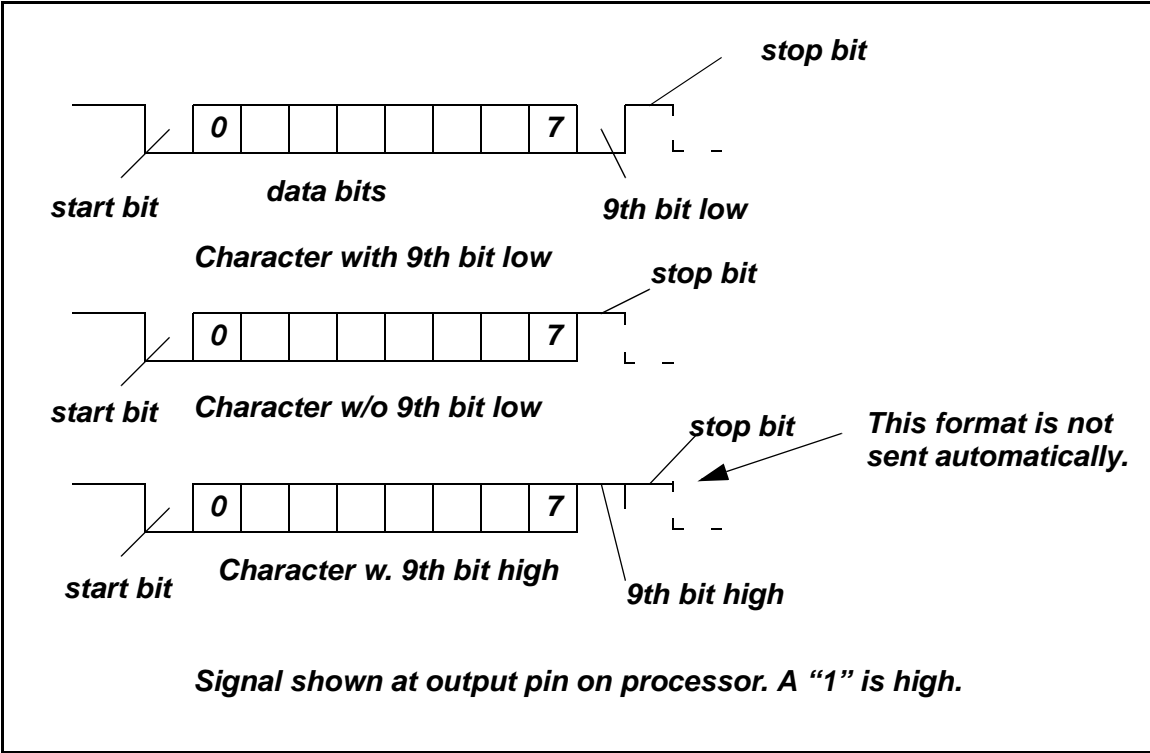 stop bit
0 7
start bit
data bits
9th bit low
Character with 9th bit low
stop bit
0 7
start bit
Character w/o 9th bit low
stop bit
This format is not
sent automatically.
0 7
start bit
Character w. 9th bit high
9th bit high
Signal shown at output pin on processor. A “1” is high.